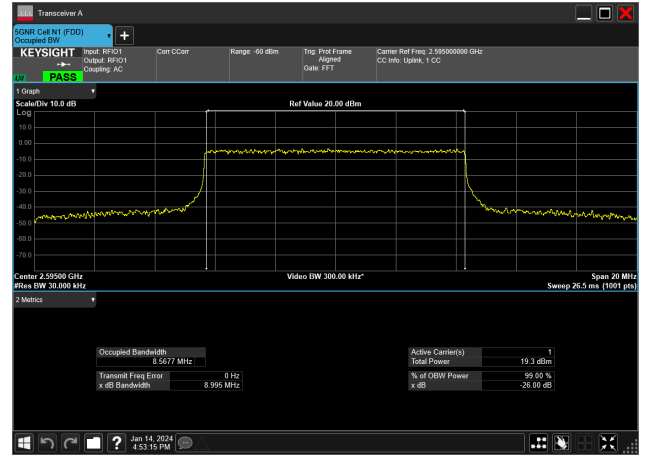 Transceiver A
5GNR Cell N1 (FDD)
Occupied BW
KEYSIGHT
LV
PASS
Input: RFIO1
Output: RFIO1
Coupling: AC
Corr CCorr
Range: -60 dBm
Trig: Prot Frame
Aligned
Gate: FFT
Carrier Ref Freq: 2.595000000 GHz
CC Info: Uplink, 1 CC
1 Graph
Scale/Div 10.0 dB
Ref Value 20.00 dBm
Log
10.0
0.00
-10.0
-20.0
-30.0
-40.0
-50.0
-60.0
-70.0
Center 2.59500 GHz
Video BW 300.00 kHz*
Span 20 MHz
#Res BW 30.000 kHz
Sweep 26.5 ms (1001 pts)
2 Metrics
Occupied Bandwidth
8.5677 MHz
Transmit Freq Error 0 Hz
x dB Bandwidth 8.995 MHz
Active Carrier(s) 1
Total Power 19.3 dBm
% of OBW Power 99.00 %
x dB -26.00 dB
?
Jan 14, 2024
4:53:15 PM